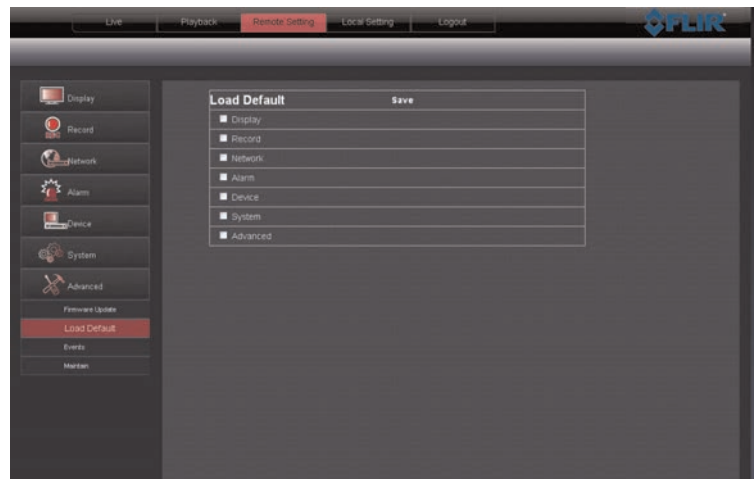 Live Playback Remote Setting Local Setting Logout
FLIR
Display
Record
Network
Alarm
Device
System
Advanced
Firmware Update
Load Default
Events
Maintain
Load Default Save
Display
Record
Network
Alarm
Device
System
Advanced